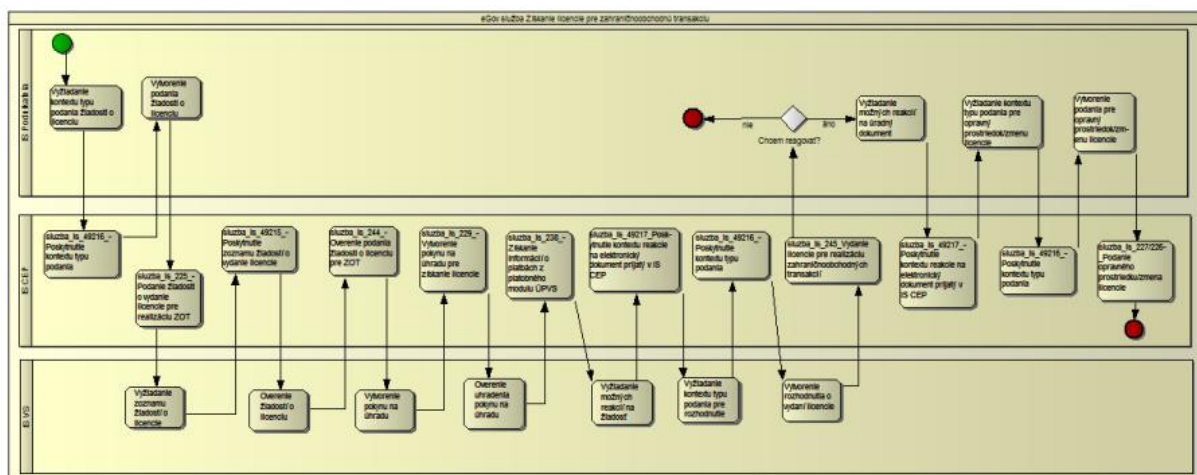 eGov služba Získanie licencie pre zahraničnoobchodnú transakciu
IS Podnikateľa
Vyžiadanie
kontextu typu
podania žiadosti o
licenciu
Vytvorenie
podania
žiadosti o
licenciu
nie
áno
Chcem reagovať?
Vyžiadanie
možných reakcií
na úradný
dokument
Vyžiadanie kontextu
typu podania pre
opravný
prostriedok/zmenu
licencie
Vytvorenie
podania pre
opravný
prostriedok/zm-
enu licencie
IS CEP
sluzba_is_49216_-
Poskytnutie
kontextu typu
podania
sluzba_is_225_-
Podanie žiadosti o
vydanie
licencie pre
realizáciu ZOT
sluzba_is_49215_-
Poskytnutie
zoznamu žiadostí o
licenciu
sluzba_is_244_-
Overenie podania
žiadosti o
licenciu pre ZOT
sluzba_is_229_-
Vytvorenie
pokynu na
úhradu pre
získanie licencie
sluzba_is_238_-
Získanie
informácií o
platbách z
platobného
modulu ÚPVS
sluzba_is_49217_Posk-
ytnutie kontextu reakcie
na elektronický
dokument prijatý v IS
CEP
sluzba_is_49216_-
Poskytnutie
kontextu typu
podania
sluzba_is_245_Vydanie
licencie pre realizáciu
zahraničnoobchodných
transakcií
sluzba_is_49217_-
Poskytnutie
kontextu reakcie na
elektronický
dokument prijatý v
IS CEP
sluzba_is_49216_-
Poskytnutie
kontextu typu
podania
sluzba_is_227/226-
_Podanie
opravného
prostriedku/zmena
licencie
IS VS
Vyžiadanie
zoznamu
žiadostí o
licencie
Overenie
žiadosti o
licenciu
Vytvorenie
pokynu na
úhradu
Overenie
uhradenia
pokynu na
úhradu
Vyžiadanie
možných
reakcií na
žiadosť
Vyžiadanie
kontextu typu
podania pre
rozhodnutie
Vytvorenie
rozhodnutia o
vydaní licencie